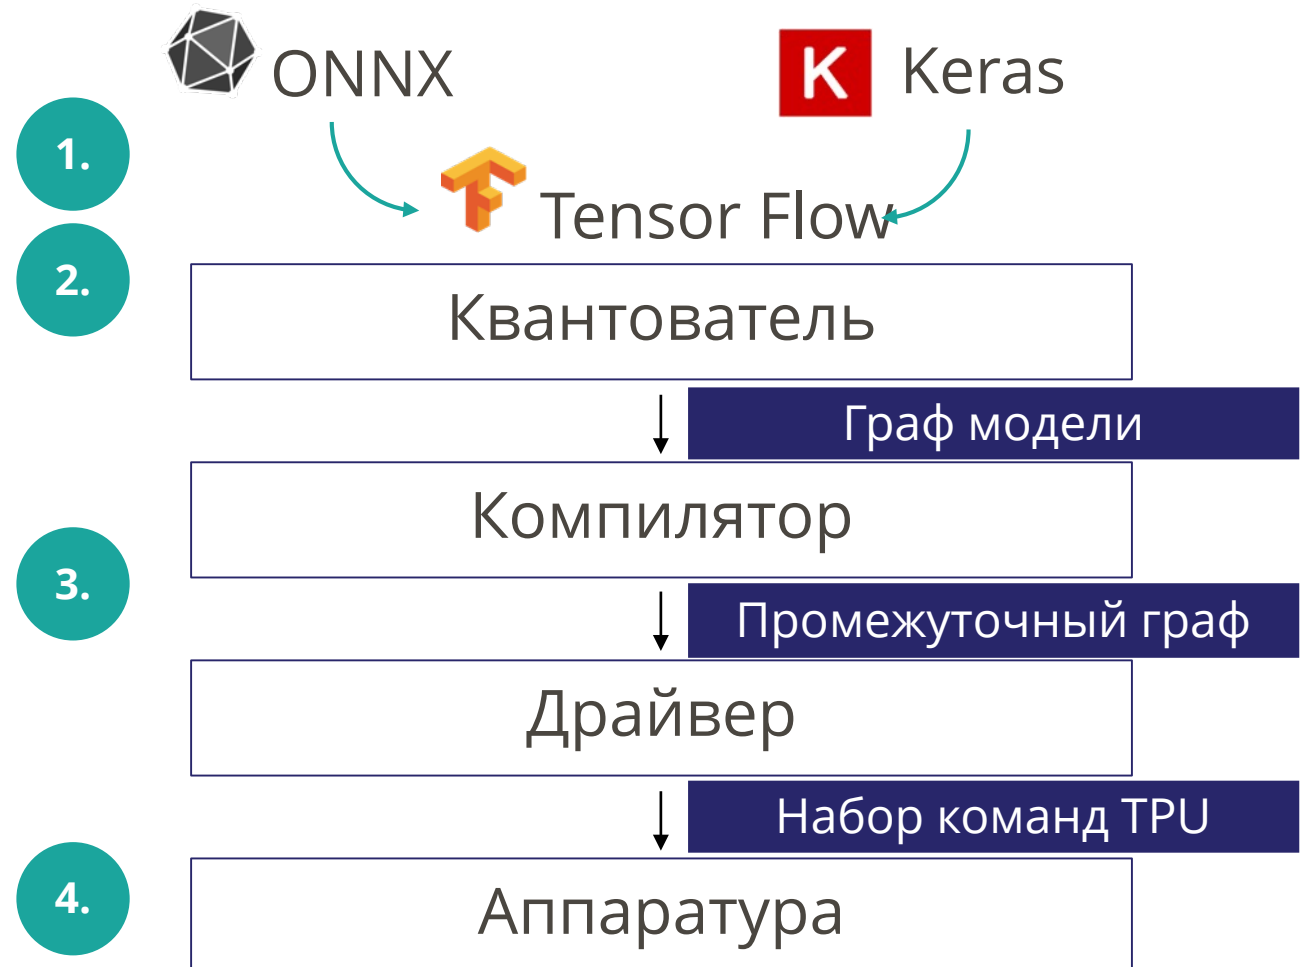 ONNX
K Keras
1.
Tensor Flow
2.
Квантователь
Граф модели
Компилятор
3.
Промежуточный граф
Драйвер
Набор команд TPU
4.
Аппаратура